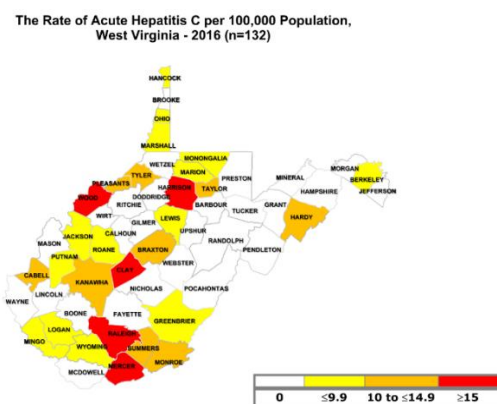 The Rate of Acute Hepatitis C per 100,000 Population,
West Virginia - 2016 (n=132)
HANCOCK
BROOKE
OHIO
MARSHALL
WETZEL
MONONGALIA
MARION
PRESTON
MINERAL
MORGAN
BERKELEY
JEFFERSON
HAMPSHIRE
PLEASANTS
TYLER
HARRISON
TAYLOR
WOOD
DODDRIDGE
RITCHIE
BARBOUR
TUCKER
GRANT
HARDY
WIRT
GILMER
LEWIS
UPSHUR
CALHOUN
JACKSON
MASON
ROANE
RANDOLPH
PENDLETON
BRAXTON
PUTNAM
WEBSTER
CLAY
CABELL
KANAWHA
LINCOLN
WAYNE
NICHOLAS
POCAHONTAS
BOONE
FAYETTE
GREENBRIER
LOGAN
RALEIGH
MINGO
WYOMING
SUMMERS
MONROE
MERCER
MCDOWELL
0 ≤9.9 10 to ≤14.9 ≥15